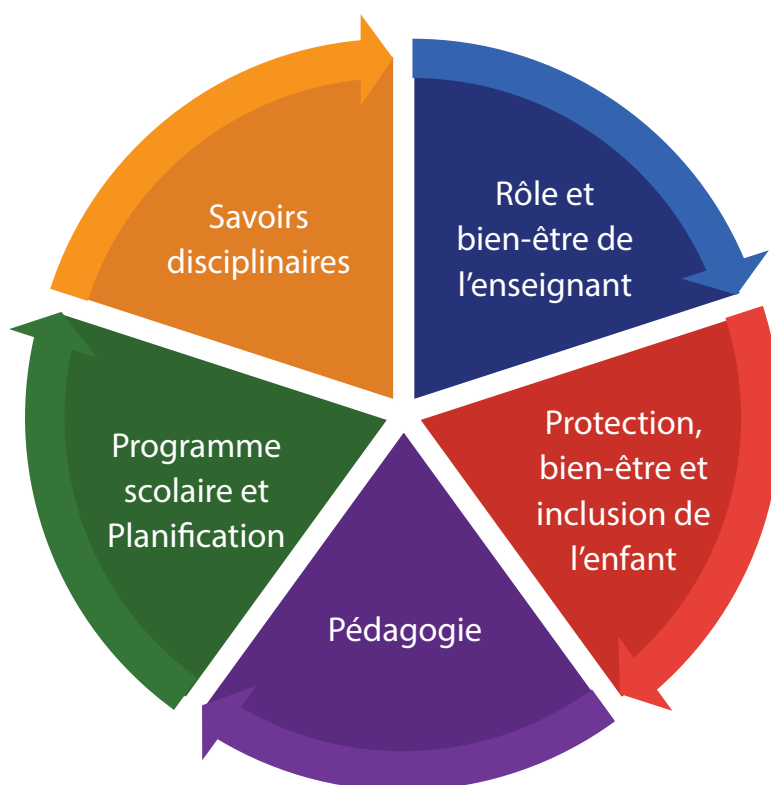 Savoirs
disciplinaires
Rôle et
bien-être de
l’enseignant
Protection,
bien-être et
inclusion de
l’enfant
Pédagogie
Programme
scolaire et
Planification